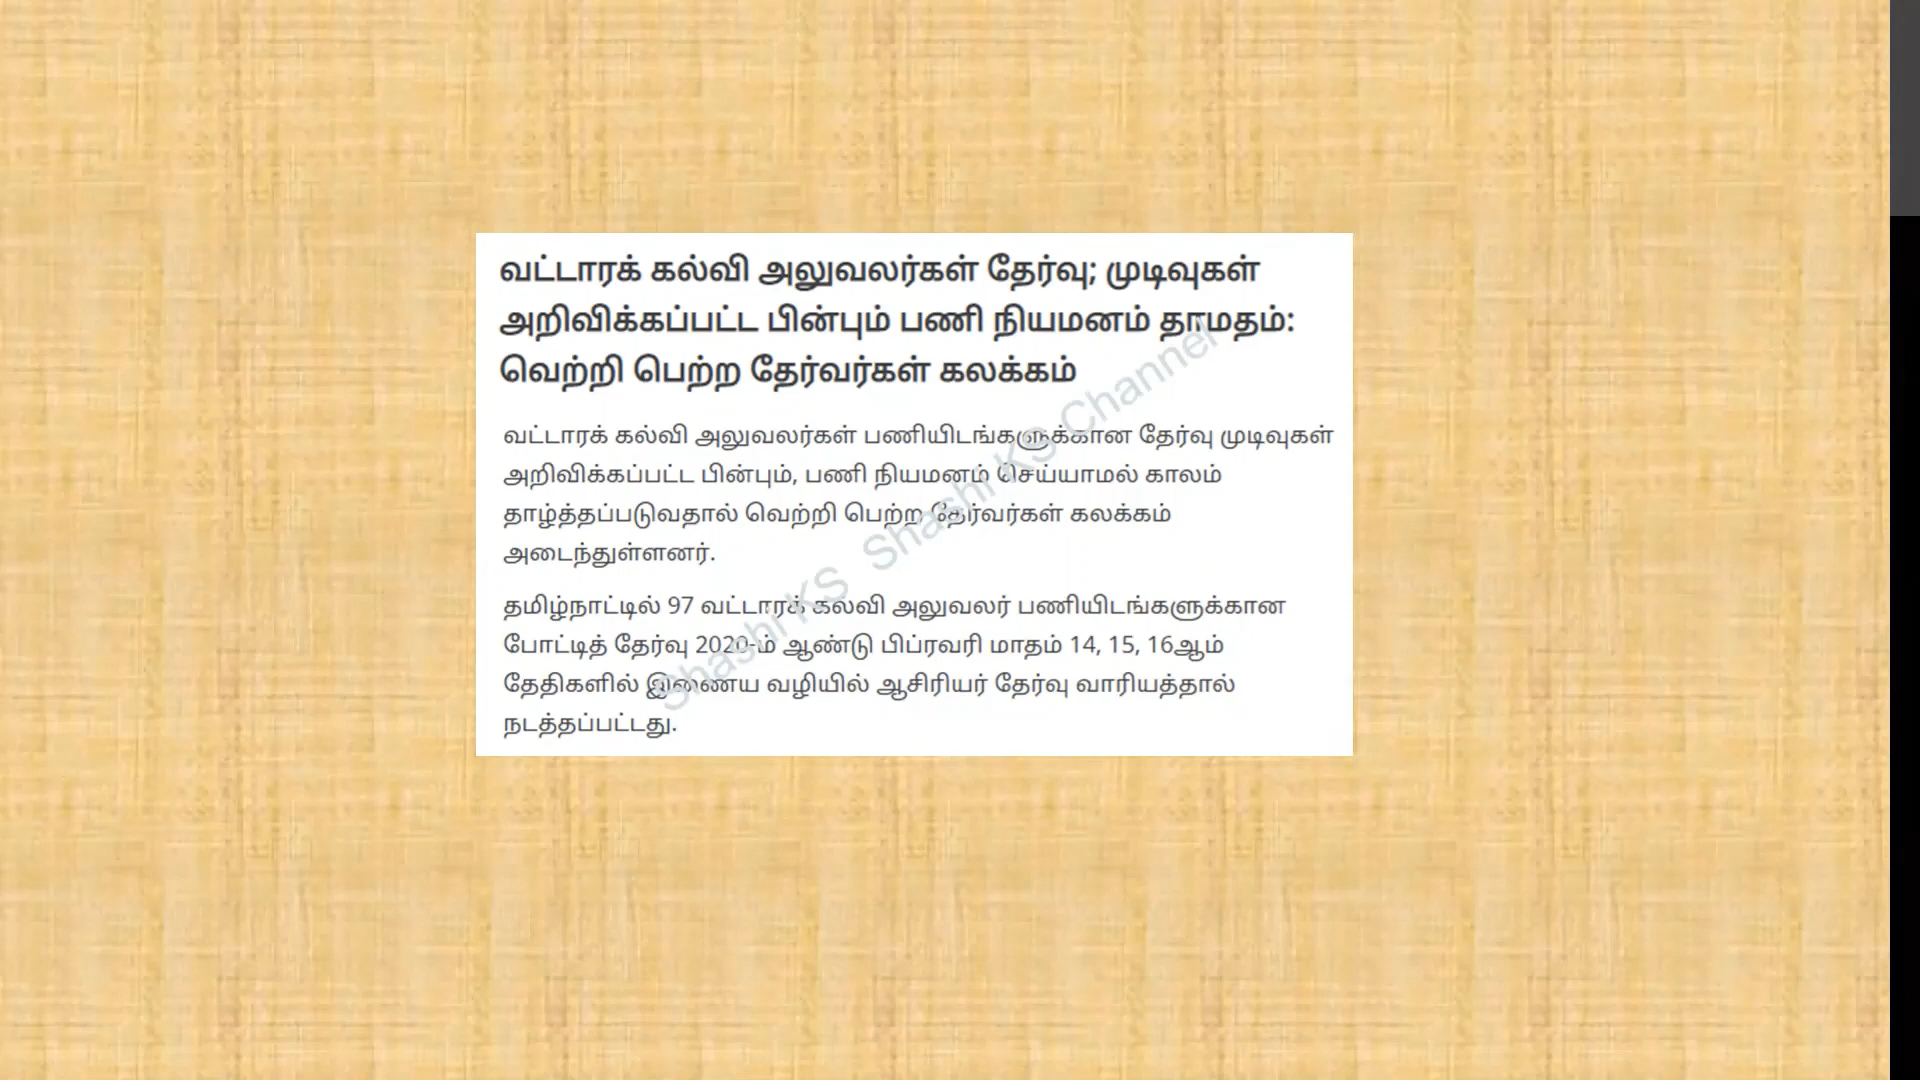 வட்டாரக் கல்வி அலுவலர்கள் தேர்வு; முடிவுகள்
அறிவிக்கப்பட்ட பின்பும் பணி நியமனம் தாமதம்:
வெற்றி பெற்ற தேர்வர்கள் கலக்கம்
வட்டாரக் கல்வி அலுவலர்கள் பணியிடங்களுக்கான தேர்வு முடிவுகள்
அறிவிக்கப்பட்ட பின்பும், பணி நியமனம் செய்யாமல் காலம்
தாழ்த்தப்படுவதால் வெற்றி பெற்ற தேர்வர்கள் கலக்கம்
அடைந்துள்ளனர்.
தமிழ்நாட்டில் 97 வட்டாரக் கல்வி அலுவலர் பணியிடங்களுக்கான
போட்டித் தேர்வு 2020-ம் ஆண்டு பிப்ரவரி மாதம் 14, 15, 16ஆம்
தேதிகளில் இணைய வழியில் ஆசிரியர் தேர்வு வாரியத்தால்
நடத்தப்பட்டது.
Shashi KS Shashi KS Channel